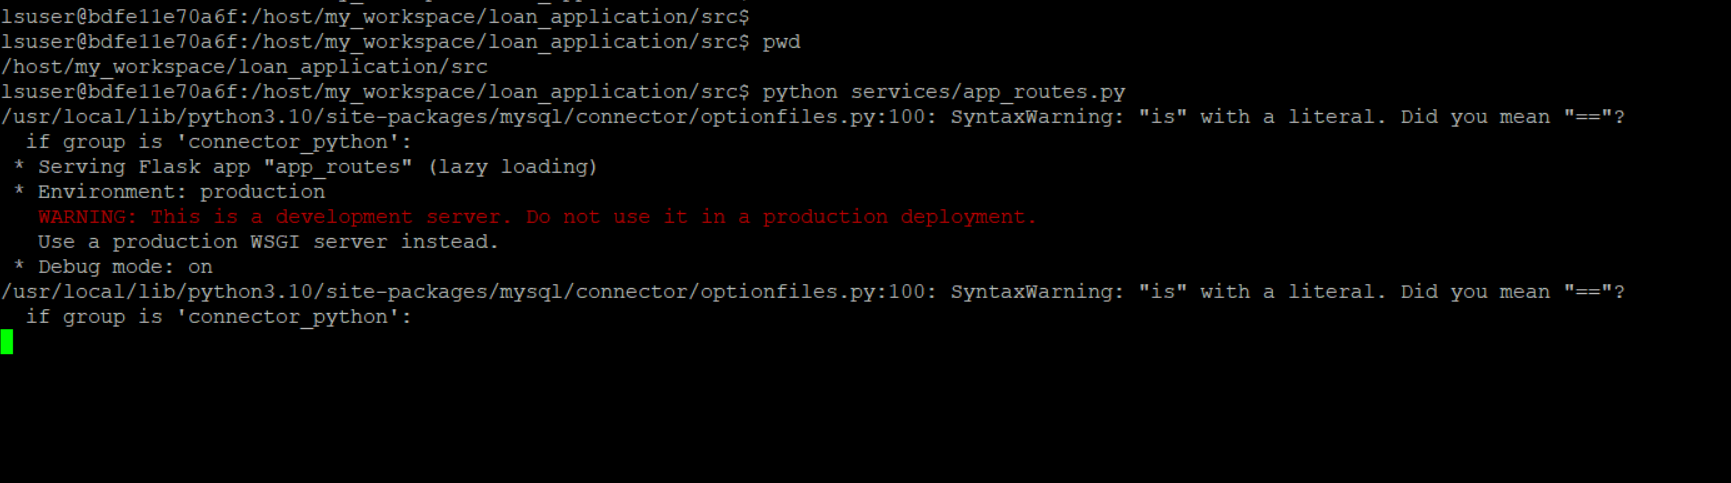 lsuser@bdfe11e70a6f:/host/my_workspace/loan_application/src$
lsuser@bdfe11e70a6f:/host/my_workspace/loan_application/src$ pwd
/host/my_workspace/loan_application/src
lsuser@bdfe11e70a6f:/host/my_workspace/loan_application/src$ python services/app_routes.py
/usr/local/lib/python3.10/site-packages/mysql/connector/optionfiles.py:100: SyntaxWarning: "is" with a literal. Did you mean "=="?
  if group is 'connector_python':
 * Serving Flask app "app_routes" (lazy loading)
 * Environment: production
   WARNING: This is a development server. Do not use it in a production deployment.
   Use a production WSGI server instead.
 * Debug mode: on
/usr/local/lib/python3.10/site-packages/mysql/connector/optionfiles.py:100: SyntaxWarning: "is" with a literal. Did you mean "=="?
  if group is 'connector_python':